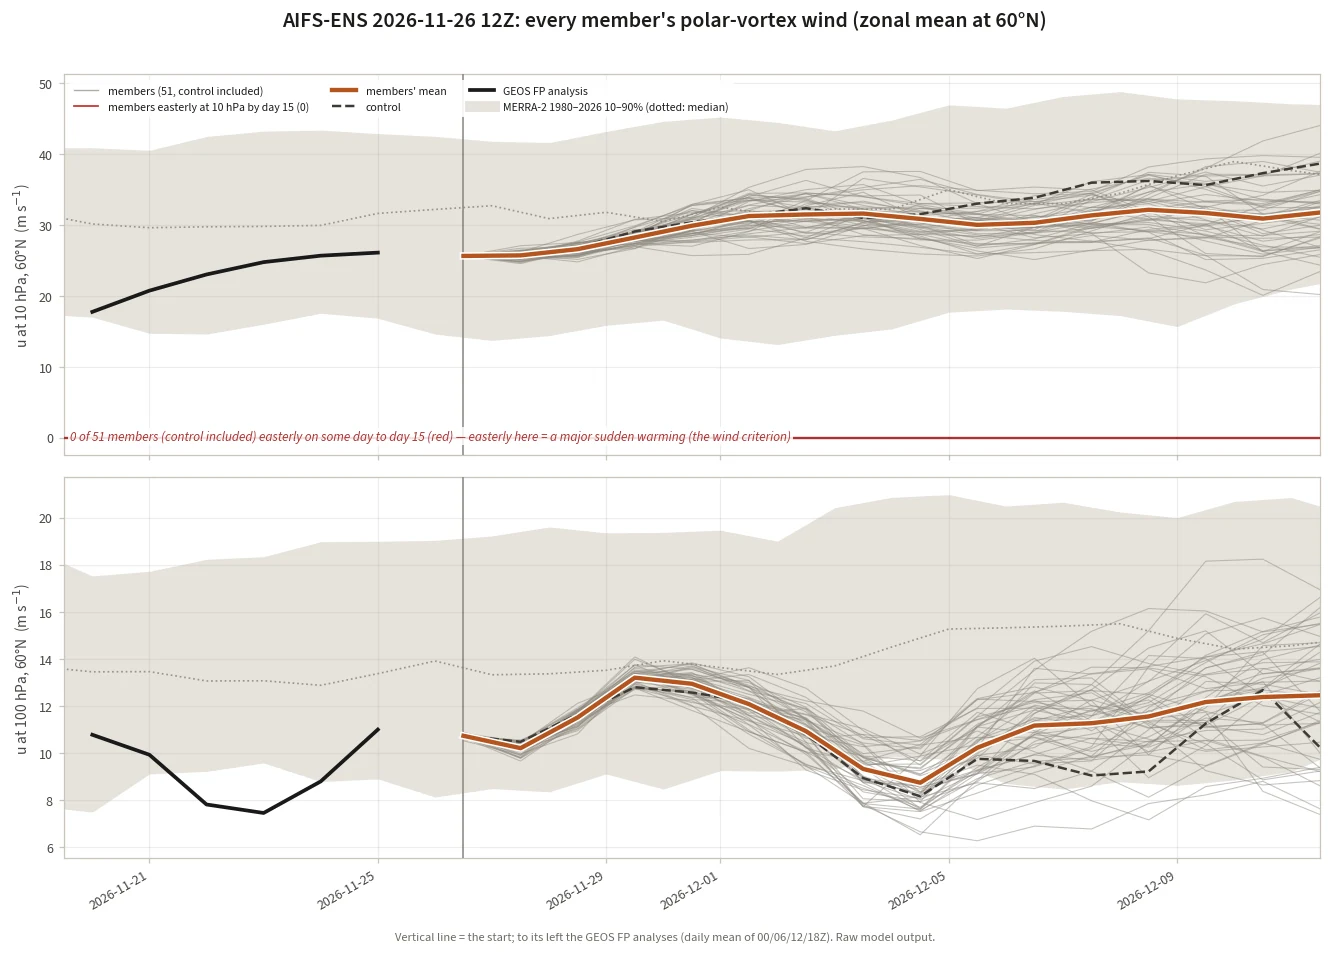 AIFS-ENS 2026-11-26 12Z: every member's polar-vortex wind (zonal mean at 60°N)
members (51, control included)
members easterly at 10 hPa by day 15 (0)
members' mean
control
GEOS FP analysis
MERRA-2 1980–2026 10–90% (dotted: median)
u at 10 hPa, 60°N (m s⁻¹)
50
40
30
20
10
0
0 of 51 members (control included) easterly on some day to day 15 (red) — easterly here = a major sudden warming (the wind criterion)
u at 100 hPa, 60°N (m s⁻¹)
20
18
16
14
12
10
8
6
2026-11-21
2026-11-25
2026-11-29
2026-12-01
2026-12-05
2026-12-09
Vertical line = the start; to its left the GEOS FP analyses (daily mean of 00/06/12/18Z). Raw model output.